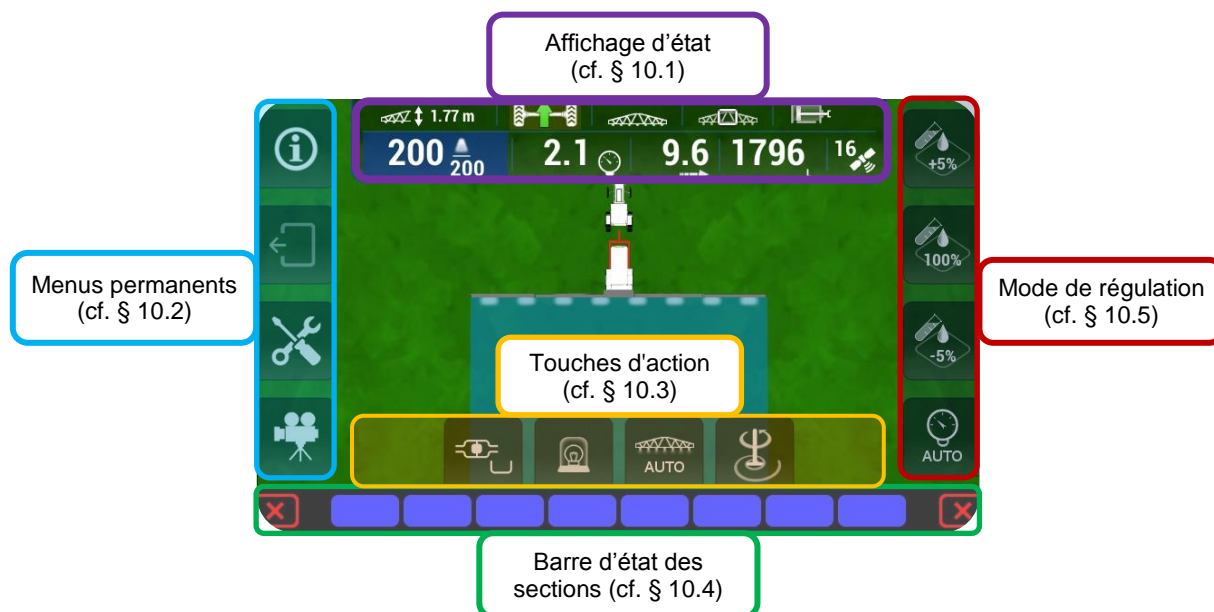 Affichage d’état
(cf. § 10.1)
1.77 m
200 200 2.1 9.6 1796 16
+5%
100%
Menus permanents
(cf. § 10.2)
Mode de régulation
(cf. § 10.5)
-5%
Touches d'action
(cf. § 10.3)
AUTO
AUTO
Barre d’état des
sections (cf. § 10.4)